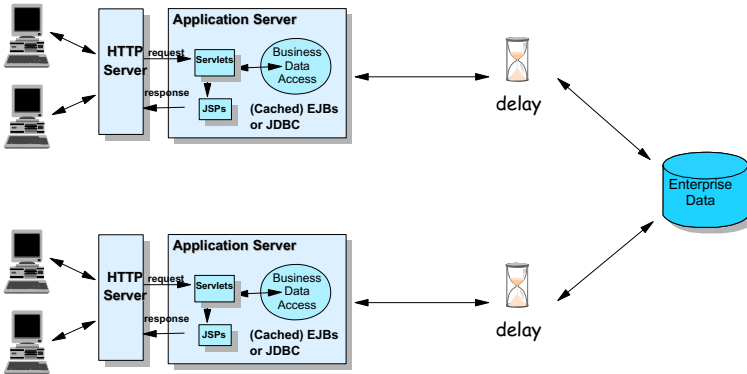 Application Server
HTTP
Server
request
Servlets
Business
Data
Access
response
JSPs
(Cached) EJBs
or JDBC
delay
Enterprise
Data
Application Server
HTTP
Server
request
Servlets
Business
Data
Access
response
JSPs
(Cached) EJBs
or JDBC
delay